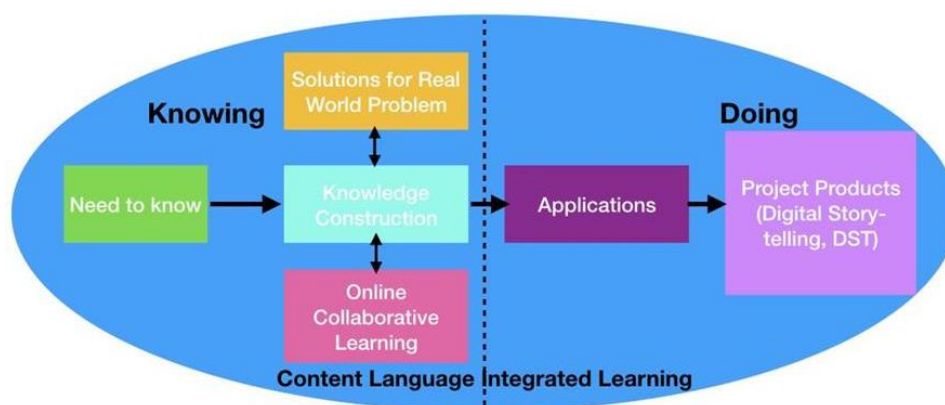 Solutions for Real
World Problem
Knowing
Doing
Need to know
Knowledge
Construction
Applications
Project Products
(Digital Story-
telling, DST)
Online
Collaborative
Learning
Content Language Integrated Learning